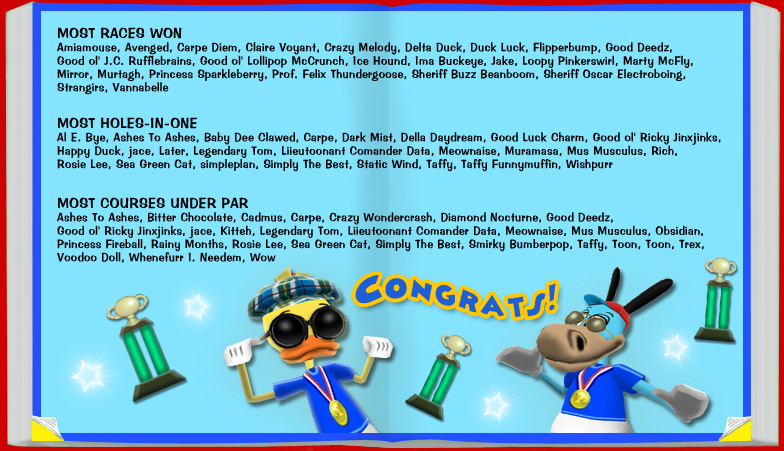 MOST RACES WON
Amiamouse, Avenged, Carpe Diem, Claire Voyant, Crazy Melody, Delta Duck, Duck Luck, Flipperbump, Good Deedz,
Good ol' J.C. Rufflebrains, Good ol' Lollipop McCrunch, Ice Hound, Ima Buckeye, Jake, Loopy Pinkerswirl, Marty McFly,
Mirror, Murtagh, Princess Sparkleberry, Prof. Felix Thundergoose, Sheriff Buzz Beanboom, Sheriff Oscar Electroboing,
Strangirs, Vannabelle
MOST HOLES-IN-ONE
Al E. Bye, Ashes To Ashes, Baby Dee Clawed, Carpe, Dark Mist, Della Daydream, Good Luck Charm, Good ol' Ricky Jinxjinks,
Happy Duck, jace, Later, Legendary Tom, Liieutoonant Comander Data, Meownaise, Muramasa, Mus Musculus, Rich,
Rosie Lee, Sea Green Cat, simpleplan, Simply The Best, Static Wind, Taffy, Taffy Funnymuffin, Wishpurr
MOST COURSES UNDER PAR
Ashes To Ashes, Bitter Chocolate, Cadmus, Carpe, Crazy Wondercrash, Diamond Nocturne, Good Deedz,
Good ol' Ricky Jinxjinks, jace, Kitteh, Legendary Tom, Liieutoonant Comander Data, Meownaise, Mus Musculus, Obsidian,
Princess Fireball, Rainy Months, Rosie Lee, Sea Green Cat, Simply The Best, Smirky Bumberpop, Taffy, Toon, Toon, Trex,
Voodoo Doll, Whenefurr I. Needem, Wow
CONGRATS!